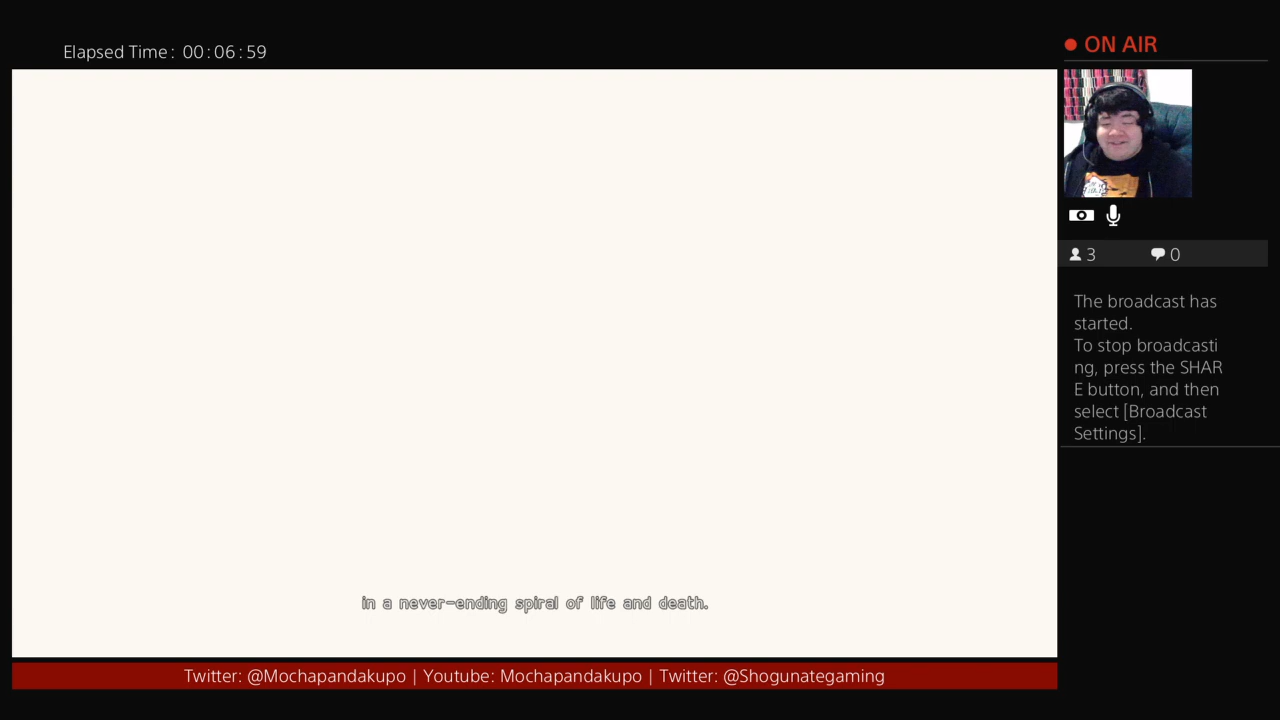 Elapsed Time: 00:06:59
ON AIR
3 0
The broadcast has
started.
To stop broadcasti
ng, press the SHAR
E button, and then
select [Broadcast
Settings].
in a never-ending spiral of life and death.
Twitter: @Mochapandakupo | Youtube: Mochapandakupo | Twitter: @Shogunategaming